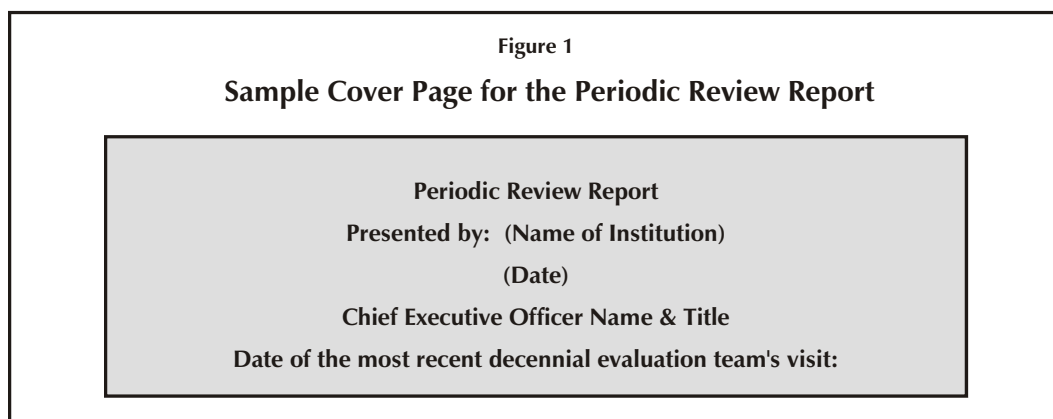 Figure 1
Sample Cover Page for the Periodic Review Report
Periodic Review Report
Presented by: (Name of Institution)
(Date)
Chief Executive Officer Name & Title
Date of the most recent decennial evaluation team's visit: